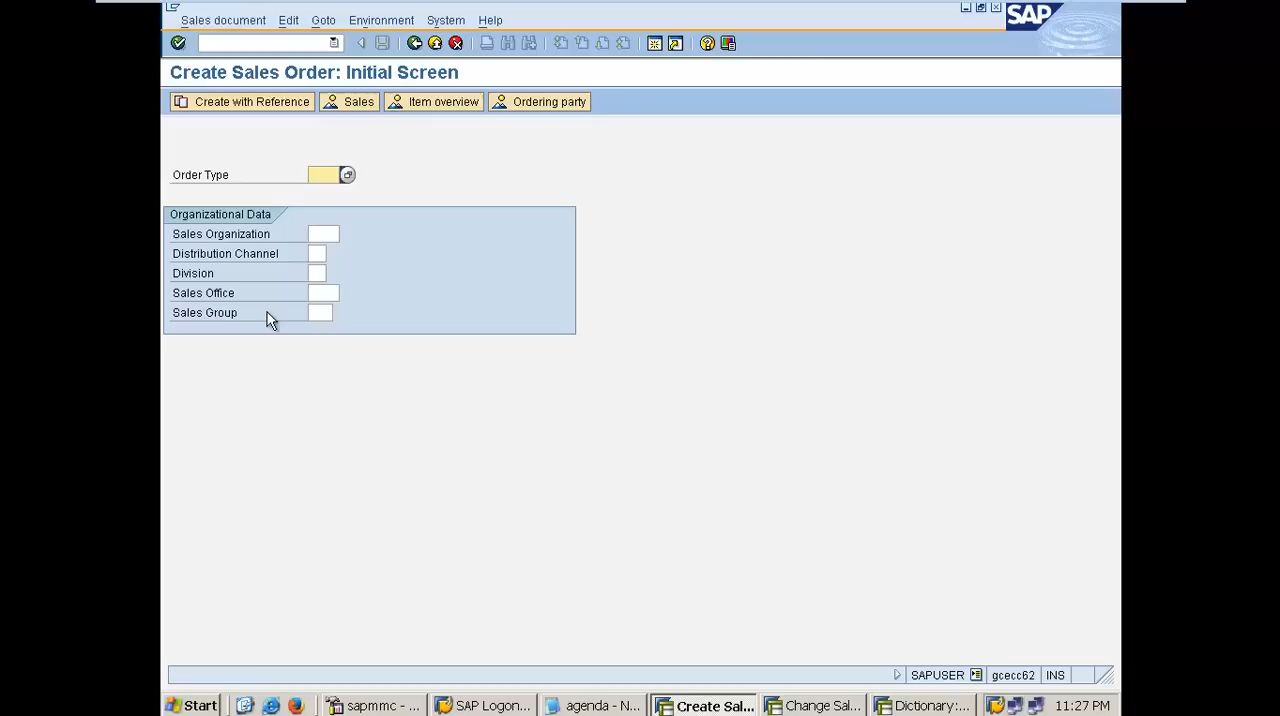 Sales document Edit Goto Environment System Help
SAP
Create Sales Order: Initial Screen
Create with Reference Sales Item overview Ordering party
Order Type
Organizational Data
Sales Organization
Distribution Channel
Division
Sales Office
Sales Group
SAPUSER gcecc62 INS
Start sapmmc - ... SAP Logon... agenda - N... Create Sal... Change Sal... Dictionary:... 11:27 PM